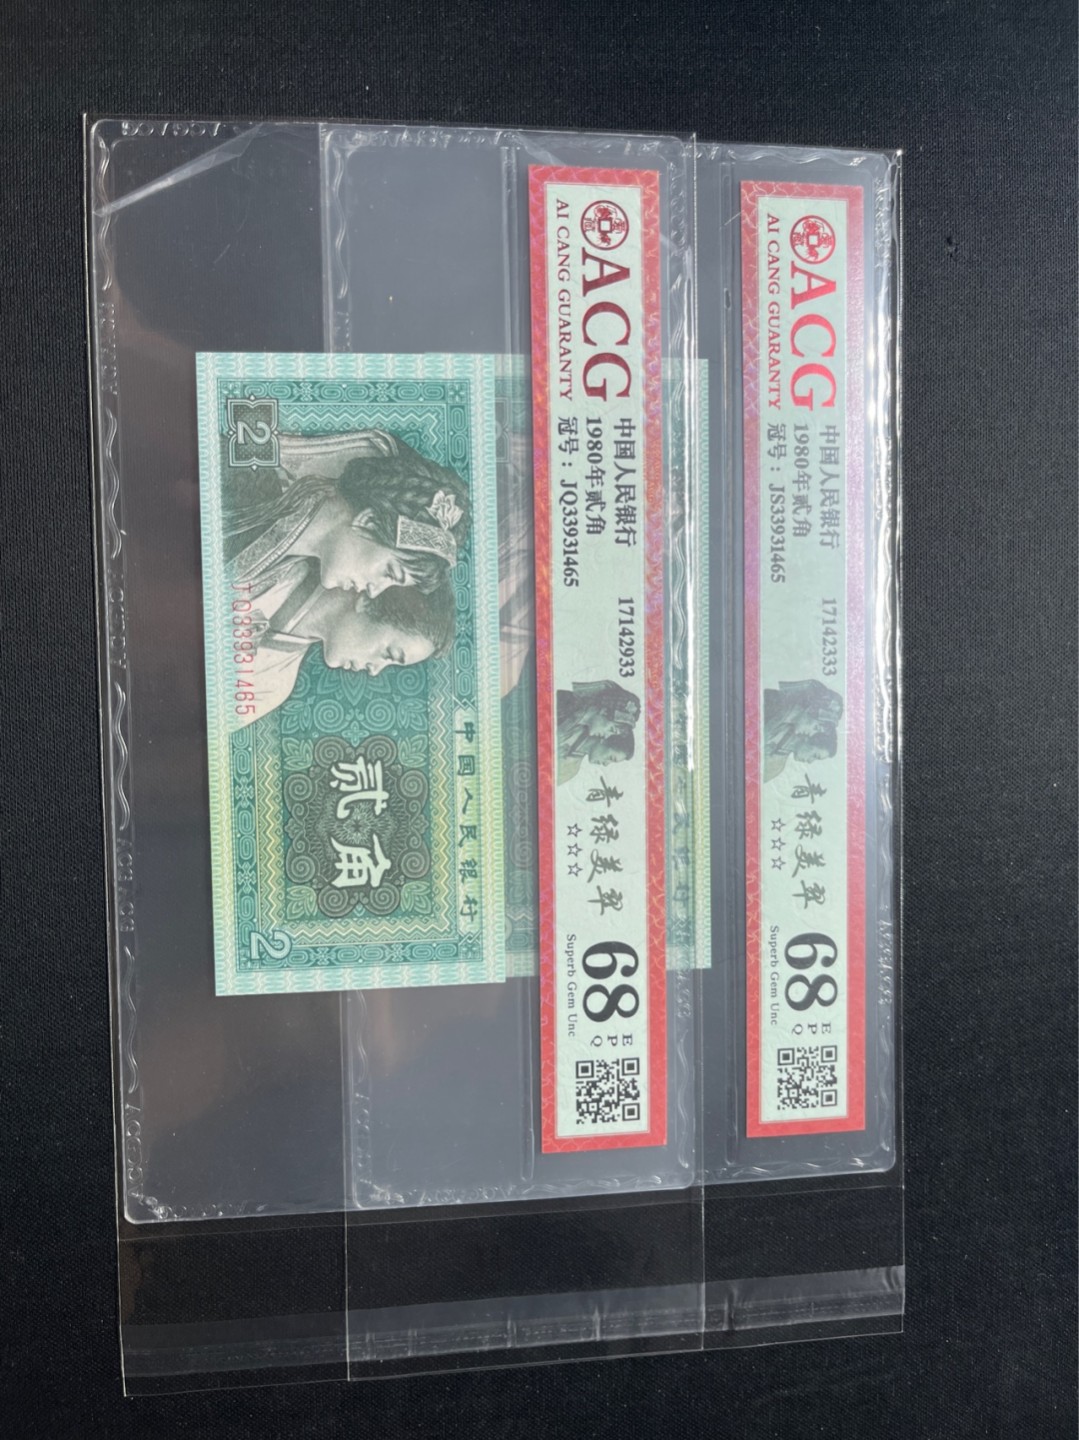 ACG
AI CANG GUARANTY
中国人民银行 17142333
1980年贰角
冠号：JS33931465
青绿美翠
☆☆☆
68
EPQ
Superb Gem Unc
ACG
AI CANG GUARANTY
中国人民银行 17142933
1980年贰角
冠号：JQ33931465
青绿美翠
☆☆☆
68
EPQ
Superb Gem Unc
中国人民银行
贰角
2
2
JQ33931465